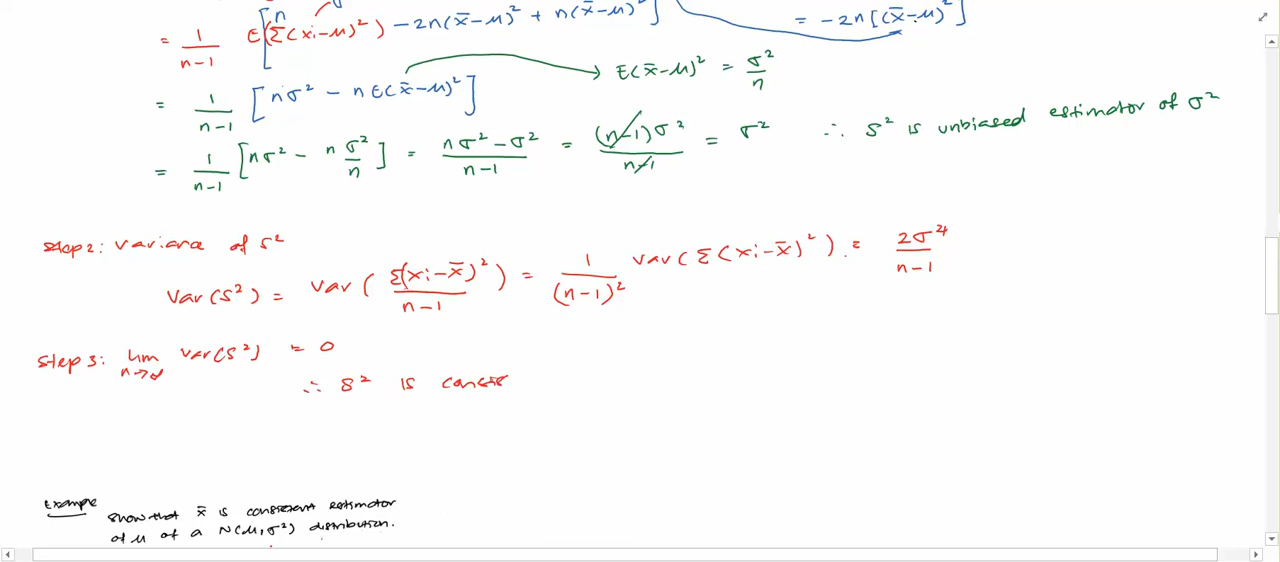 = 1/(n-1) E[Σ^n(xi-μ)²) - 2n(x̄-μ)² + n(x̄-μ)²] = -2n[(x̄-μ)²]
= 1/(n-1) [nσ² - nE(x̄-μ)²] → E(x̄-μ)² = σ²/n
= 1/(n-1) [nσ² - n σ²/n] = (nσ² - σ²)/(n-1) = (n-1)σ²/(n-1) = σ² ∴ S² is unbiased estimator of σ²
Step 2: variance of S²
Var(S²) = Var(Σ(xi-x̄)²/(n-1)) = 1/(n-1)² Var(Σ(xi-x̄)²) = 2σ⁴/(n-1)
Step 3: lim n→∞ Var(S²) = 0
∴ S² is consis
Example
Show that x̄ is consistent estimator
of μ of a N(μ,σ²) distribution.